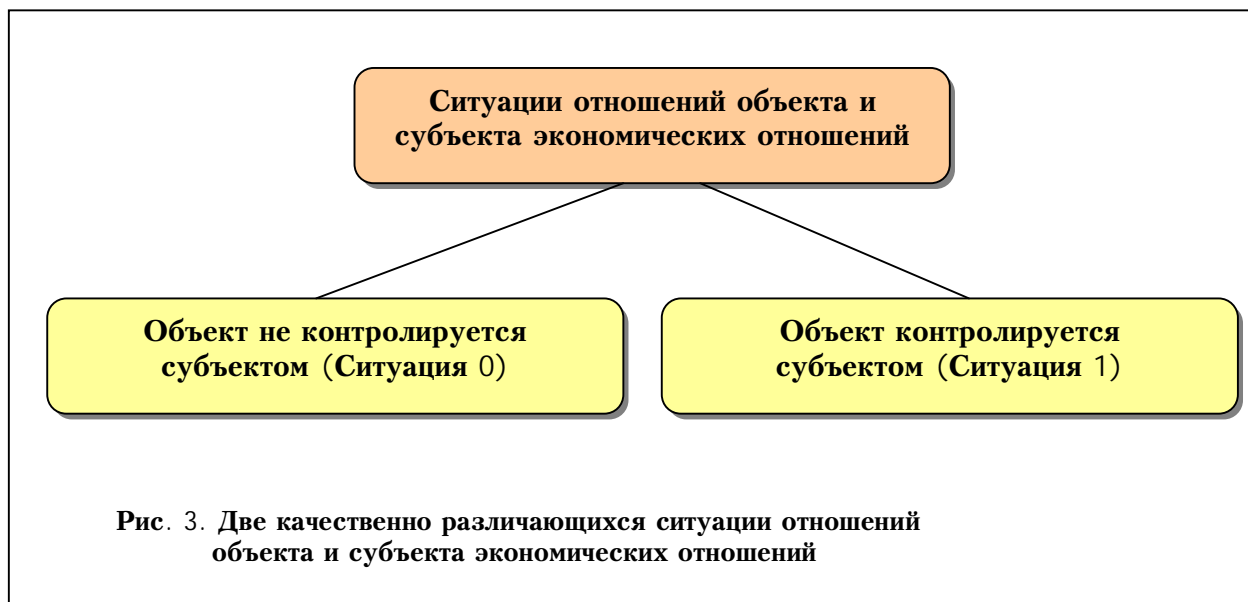 Ситуации отношений объекта и
субъекта экономических отношений
Объект не контролируется
субъектом (Ситуация 0)
Объект контролируется
субъектом (Ситуация 1)
Рис. 3. Две качественно различающихся ситуации отношений
объекта и субъекта экономических отношений